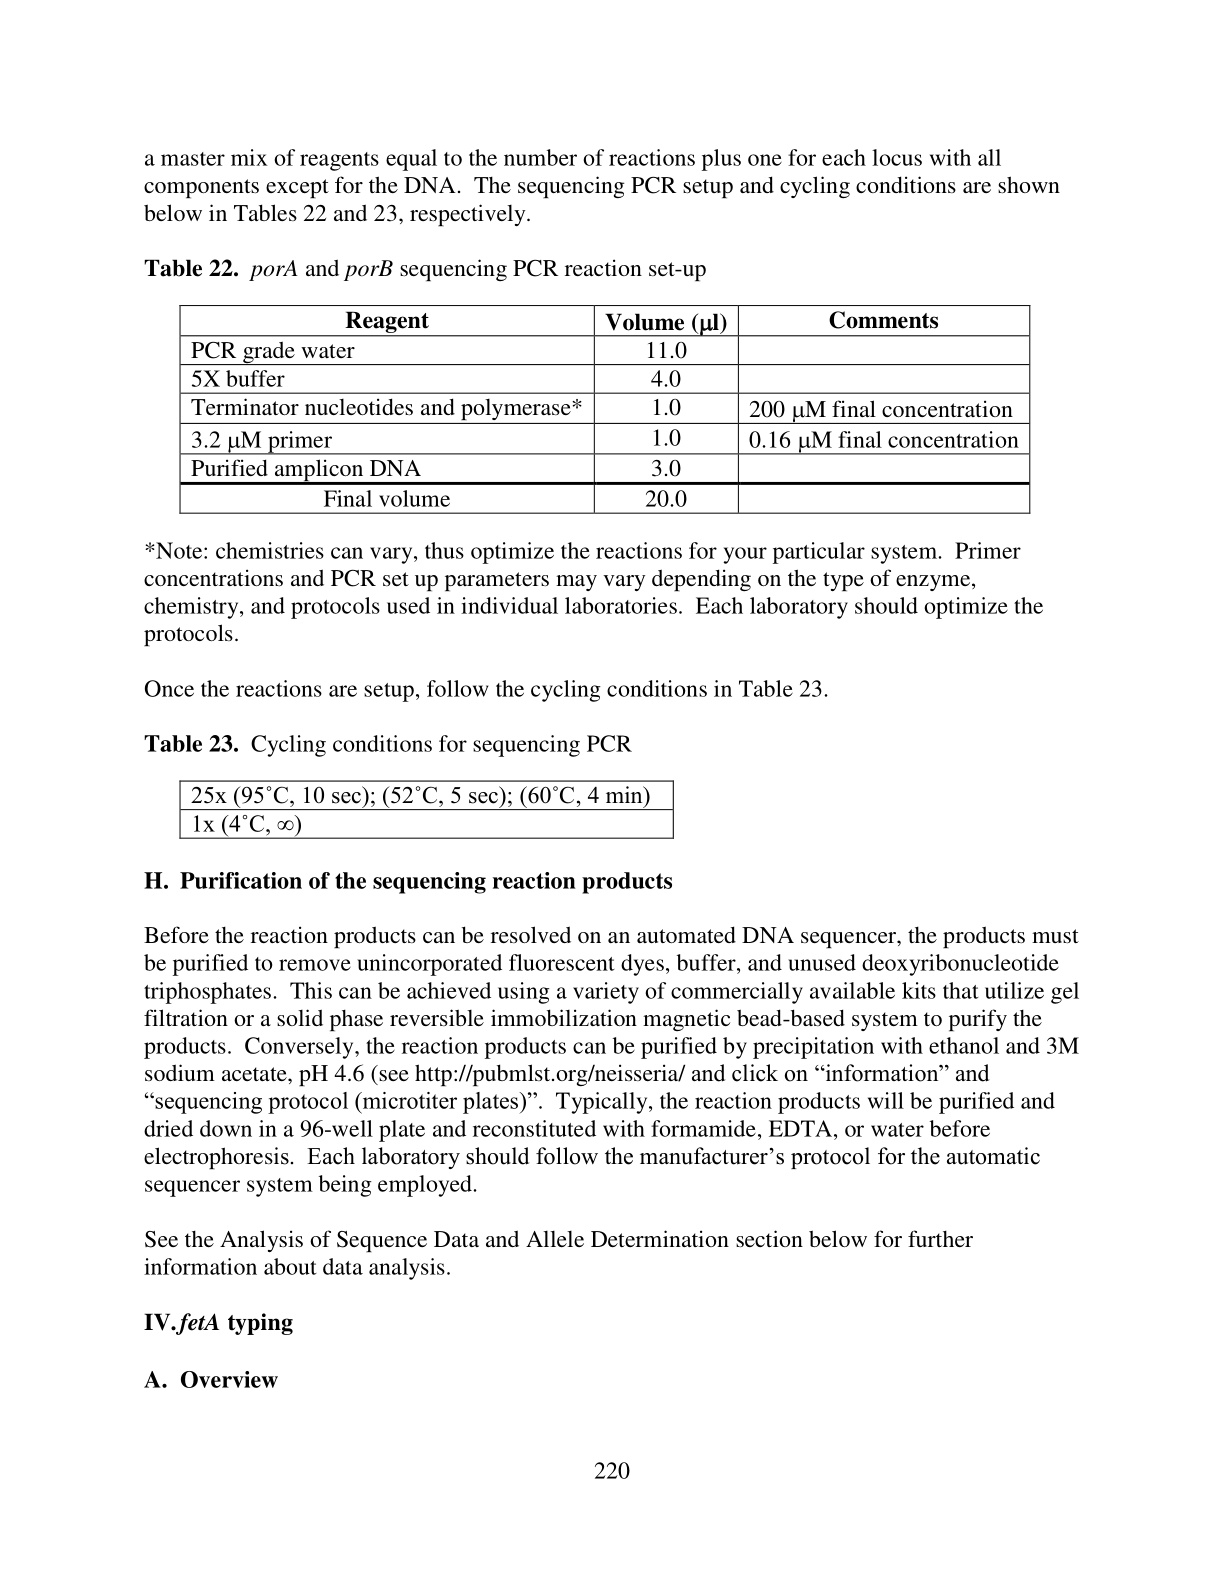 a master mix of reagents equal to the number of reactions plus one for each locus with all
components except for the DNA.  The sequencing PCR setup and cycling conditions are shown
below in Tables 22 and 23, respectively.
Table 22.  porA and porB sequencing PCR reaction set-up
Reagent Volume (µl) Comments
PCR grade water 11.0
5X buffer 4.0
Terminator nucleotides and polymerase* 1.0 200 µM final concentration
3.2 µM primer 1.0 0.16 µM final concentration
Purified amplicon DNA 3.0
Final volume 20.0
*Note: chemistries can vary, thus optimize the reactions for your particular system.  Primer
concentrations and PCR set up parameters may vary depending on the type of enzyme,
chemistry, and protocols used in individual laboratories.  Each laboratory should optimize the
protocols.
Once the reactions are setup, follow the cycling conditions in Table 23.
Table 23.  Cycling conditions for sequencing PCR
25x (95˚C, 10 sec); (52˚C, 5 sec); (60˚C, 4 min)
1x (4˚C, ∞)
H.  Purification of the sequencing reaction products
Before the reaction products can be resolved on an automated DNA sequencer, the products must
be purified to remove unincorporated fluorescent dyes, buffer, and unused deoxyribonucleotide
triphosphates.  This can be achieved using a variety of commercially available kits that utilize gel
filtration or a solid phase reversible immobilization magnetic bead-based system to purify the
products.  Conversely, the reaction products can be purified by precipitation with ethanol and 3M
sodium acetate, pH 4.6 (see http://pubmlst.org/neisseria/ and click on “information” and
“sequencing protocol (microtiter plates)”.  Typically, the reaction products will be purified and
dried down in a 96-well plate and reconstituted with formamide, EDTA, or water before
electrophoresis.  Each laboratory should follow the manufacturer’s protocol for the automatic
sequencer system being employed.
See the Analysis of Sequence Data and Allele Determination section below for further
information about data analysis.
IV. fetA typing
A.  Overview
220